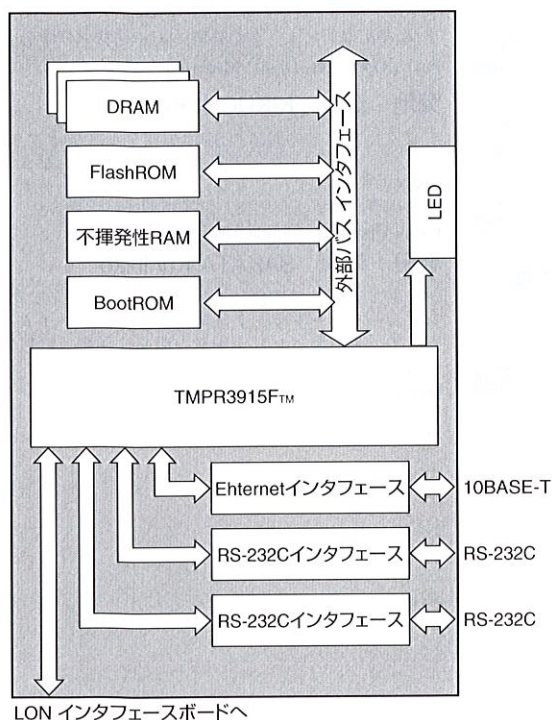 DRAM
FlashROM
不揮発性RAM
BootROM
外部バス インタフェース
LED
TMPR3915F™
Ehternetインタフェース
10BASE-T
RS-232Cインタフェース
RS-232C
RS-232Cインタフェース
RS-232C
LON インタフェースボードへ